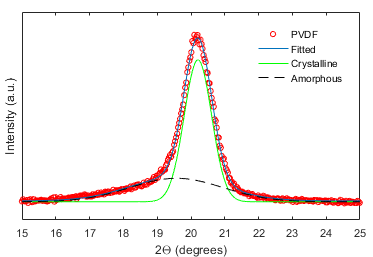 PVDF
Fitted
Crystalline
Amorphous
Intensity (a.u.)
15 16 17 18 19 20 21 22 23 24 25
2Θ (degrees)